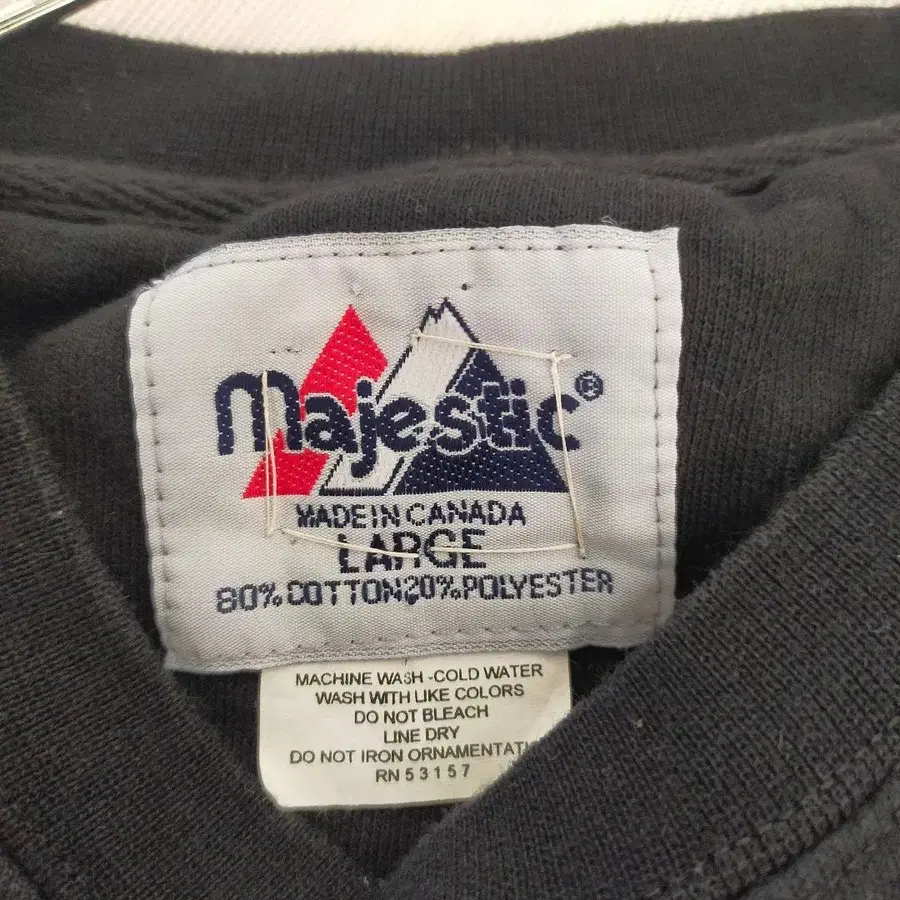 majestic®
MADE IN CANADA
LARGE
80% COTTON 20% POLYESTER
MACHINE WASH -COLD WATER
WASH WITH LIKE COLORS
DO NOT BLEACH
LINE DRY
DO NOT IRON ORNAMENTATI
RN 53157